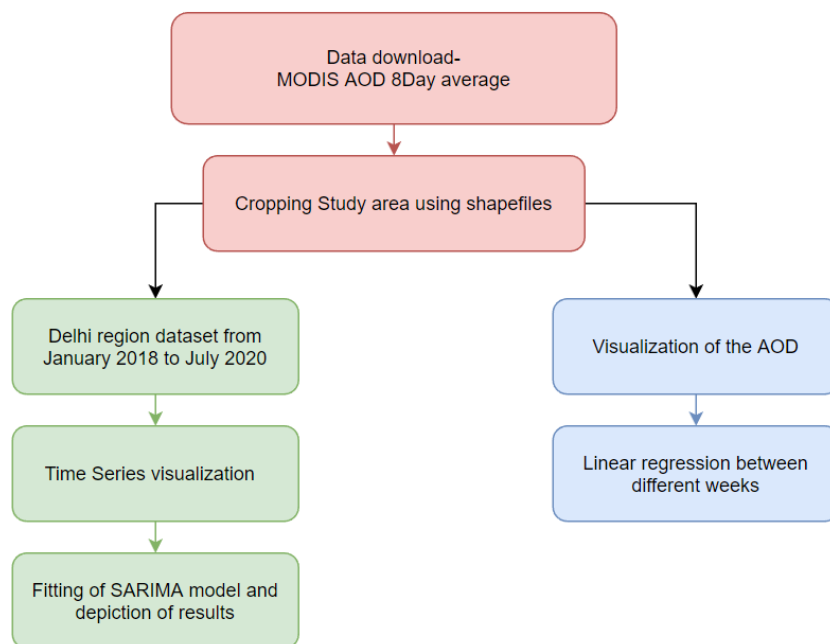 Data download-
MODIS AOD 8Day average
Cropping Study area using shapefiles
Delhi region dataset from
January 2018 to July 2020
Visualization of the AOD
Time Series visualization
Linear regression between
different weeks
Fitting of SARIMA model and
depiction of results